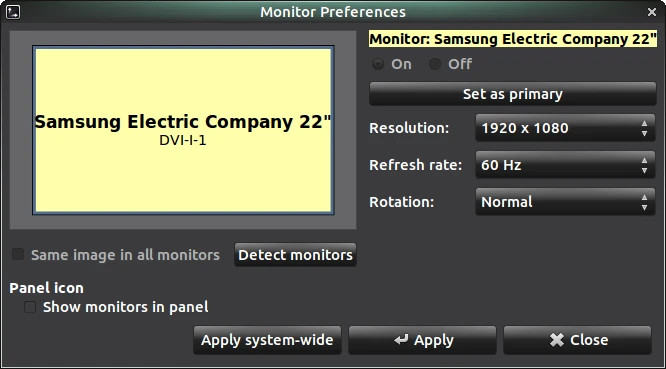 Monitor Preferences
Monitor: Samsung Electric Company 22"
On Off
Samsung Electric Company 22"
DVI-I-1
Set as primary
Resolution: 1920 x 1080
Refresh rate: 60 Hz
Rotation: Normal
Same image in all monitors Detect monitors
Panel icon
Show monitors in panel
Apply system-wide Apply Close